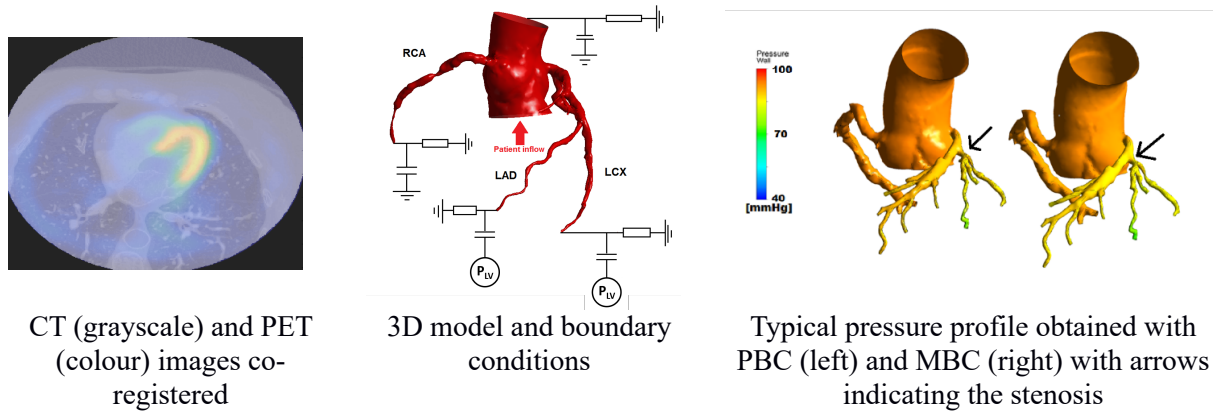 RCA
Patient inflow
LAD
LCX
P_LV
P_LV
Pressure
Wall
100
70
40
[mmHg]
CT (grayscale) and PET
(colour) images co-
registered
3D model and boundary
conditions
Typical pressure profile obtained with
PBC (left) and MBC (right) with arrows
indicating the stenosis